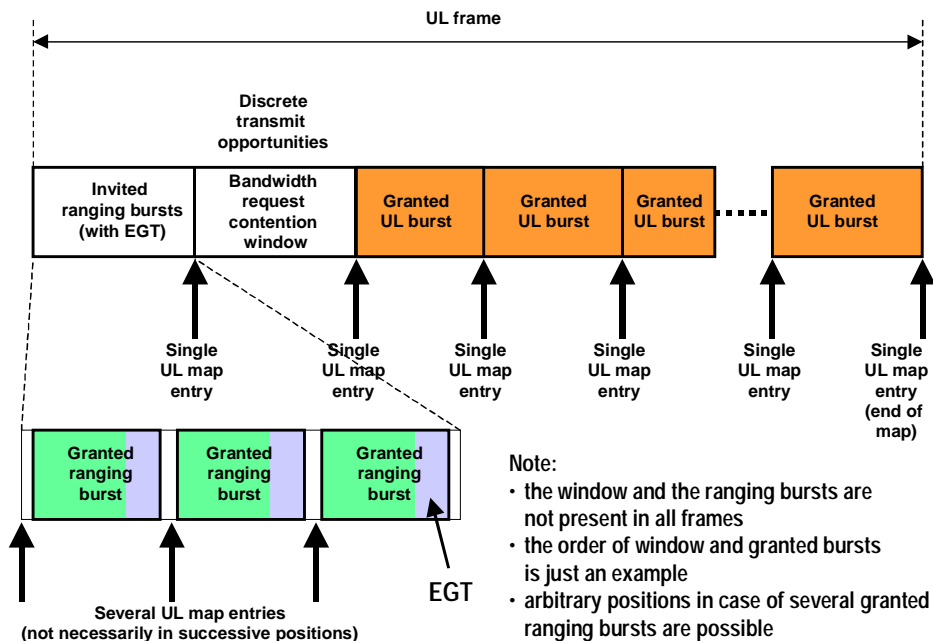 UL frame
Discrete
transmit
opportunities
Invited
ranging bursts
(with EGT)
Bandwidth
request
contention
window
Granted
UL burst
Granted
UL burst
Granted
UL burst
Granted
UL burst
Single
UL map
entry
Single
UL map
entry
Single
UL map
entry
Single
UL map
entry
Single
UL map
entry
Single
UL map
entry
(end of
map)
Granted
ranging
burst
Granted
ranging
burst
Granted
ranging
burst
EGT
Several UL map entries
(not necessarily in successive positions)
Note:
• the window and the ranging bursts are
not present in all frames
• the order of window and granted bursts
is just an example
• arbitrary positions in case of several granted
ranging bursts are possible